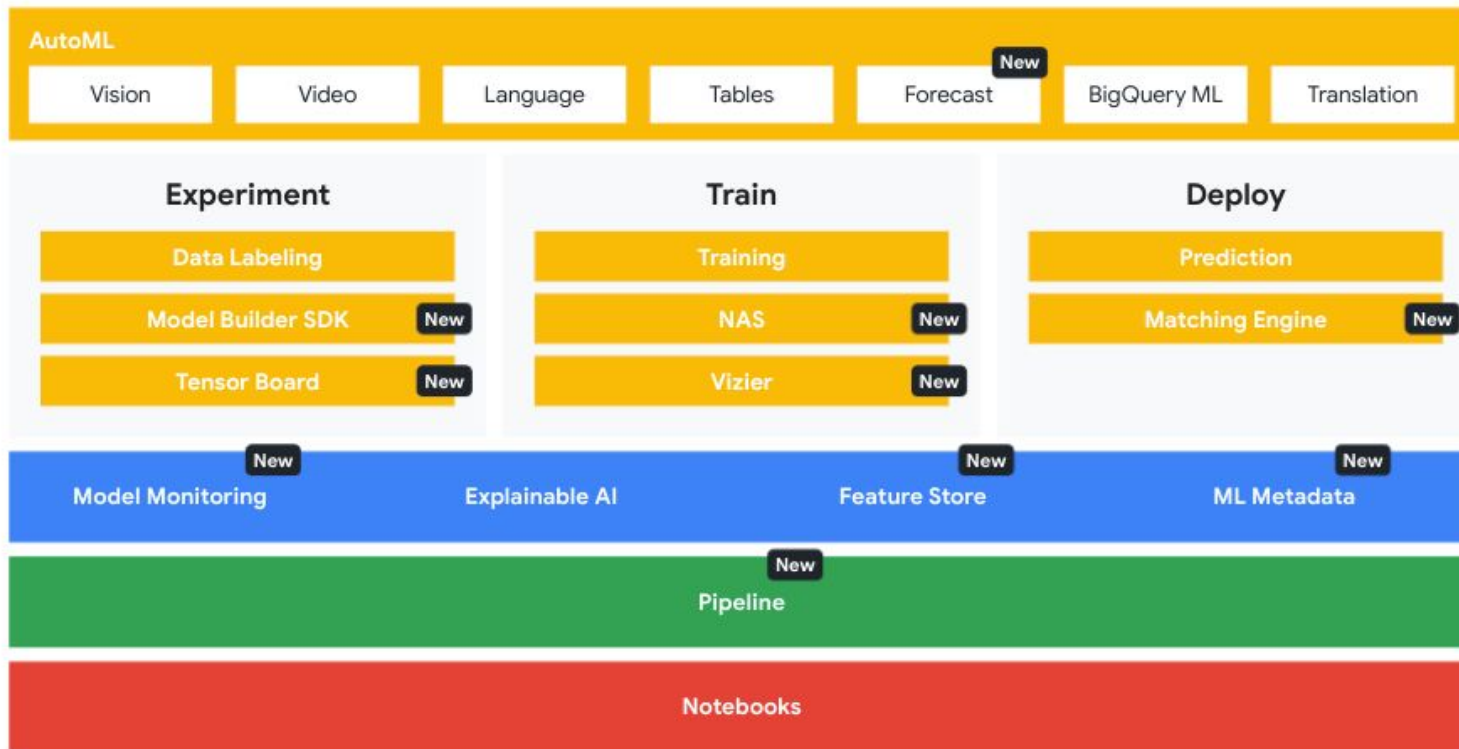 AutoML
New
Vision Video Language Tables Forecast BigQuery ML Translation
Experiment
Data Labeling
Model Builder SDK New
Tensor Board New
Train
Training
NAS New
Vizier New
Deploy
Prediction
Matching Engine New
New New New
Model Monitoring Explainable AI Feature Store ML Metadata
New
Pipeline
Notebooks